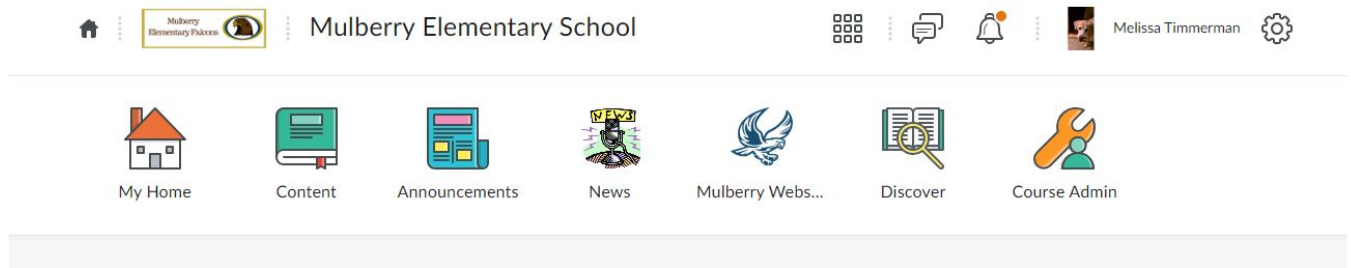 Mulberry
Elementary Falcons
Mulberry Elementary School
Melissa Timmerman
NEWS
My Home
Content
Announcements
News
Mulberry Webs...
Discover
Course Admin